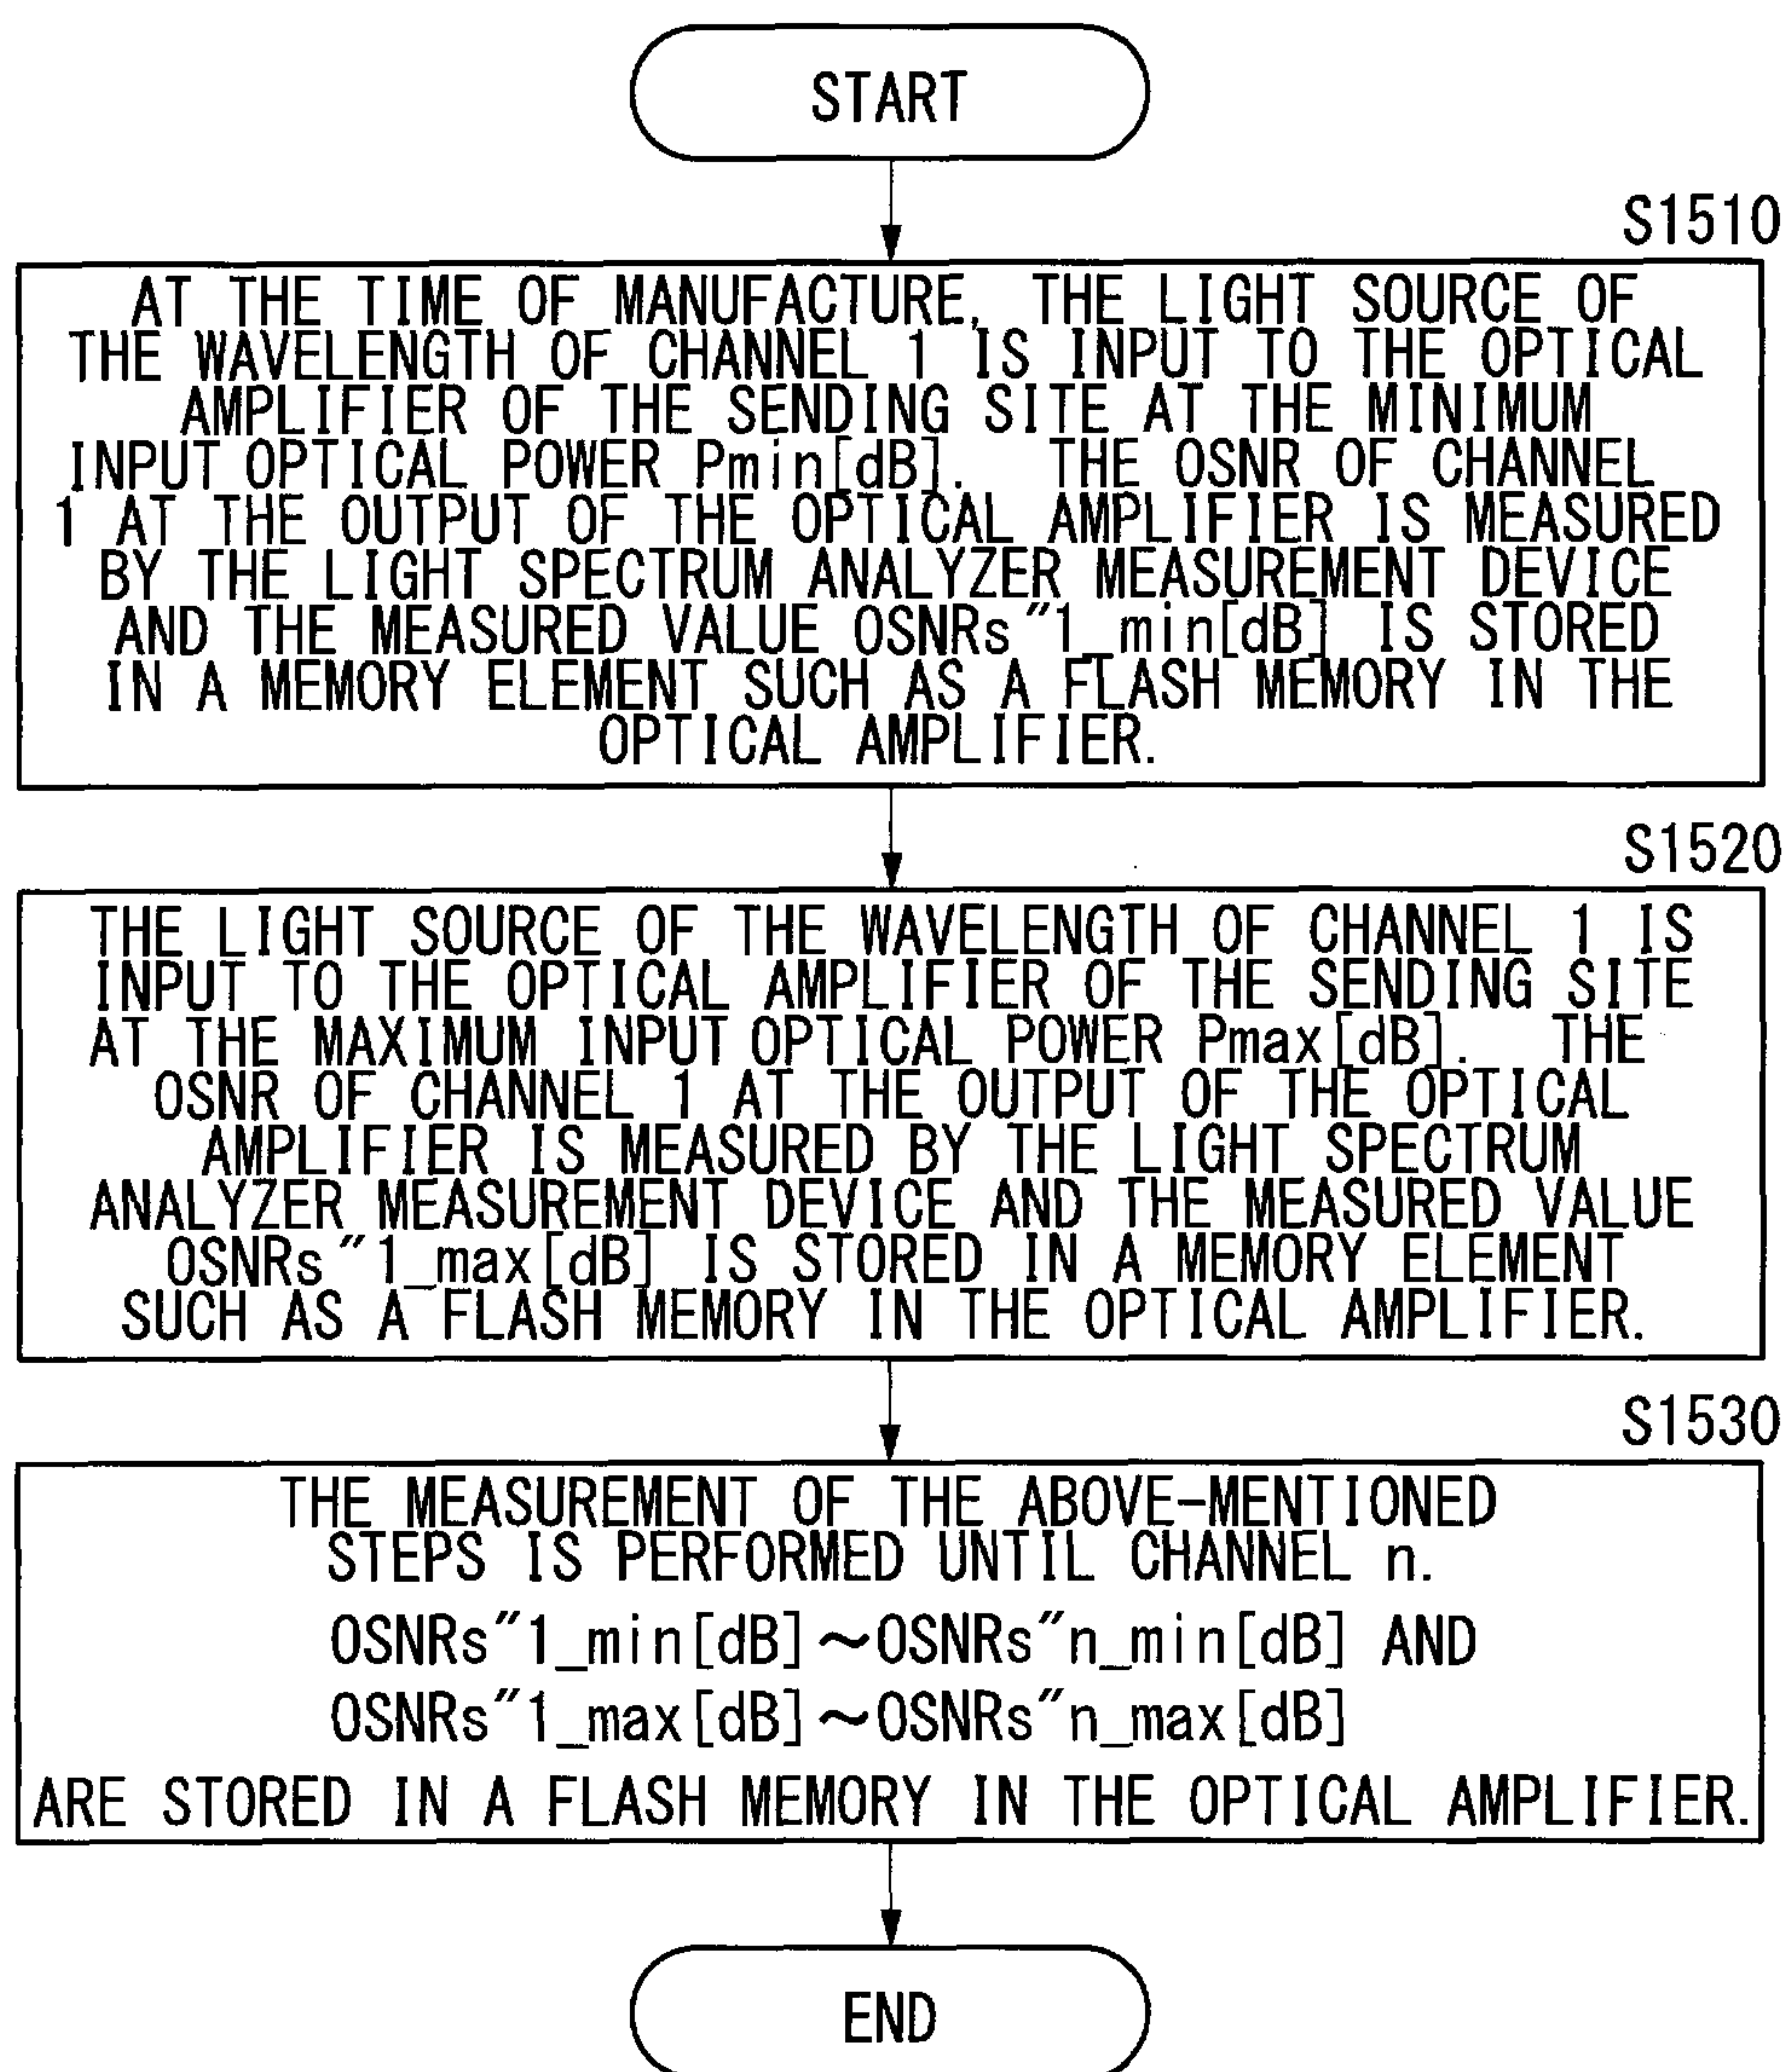 START
S1510
AT THE TIME OF MANUFACTURE, THE LIGHT SOURCE OF
THE WAVELENGTH OF CHANNEL 1 IS INPUT TO THE OPTICAL
AMPLIFIER OF THE SENDING SITE AT THE MINIMUM
INPUT OPTICAL POWER Pmin[dB]. THE OSNR OF CHANNEL
1 AT THE OUTPUT OF THE OPTICAL AMPLIFIER IS MEASURED
BY THE LIGHT SPECTRUM ANALYZER MEASUREMENT DEVICE
AND THE MEASURED VALUE OSNRs″1_min[dB] IS STORED
IN A MEMORY ELEMENT SUCH AS A FLASH MEMORY IN THE
OPTICAL AMPLIFIER.
S1520
THE LIGHT SOURCE OF THE WAVELENGTH OF CHANNEL 1 IS
INPUT TO THE OPTICAL AMPLIFIER OF THE SENDING SITE
AT THE MAXIMUM INPUT OPTICAL POWER Pmax[dB]. THE
OSNR OF CHANNEL 1 AT THE OUTPUT OF THE OPTICAL
AMPLIFIER IS MEASURED BY THE LIGHT SPECTRUM
ANALYZER MEASUREMENT DEVICE AND THE MEASURED VALUE
OSNRs″1_max[dB] IS STORED IN A MEMORY ELEMENT
SUCH AS A FLASH MEMORY IN THE OPTICAL AMPLIFIER.
S1530
THE MEASUREMENT OF THE ABOVE-MENTIONED
STEPS IS PERFORMED UNTIL CHANNEL n.
OSNRs″1_min[dB]～OSNRs″n_min[dB] AND
OSNRs″1_max[dB]～OSNRs″n_max[dB]
ARE STORED IN A FLASH MEMORY IN THE OPTICAL AMPLIFIER.
END